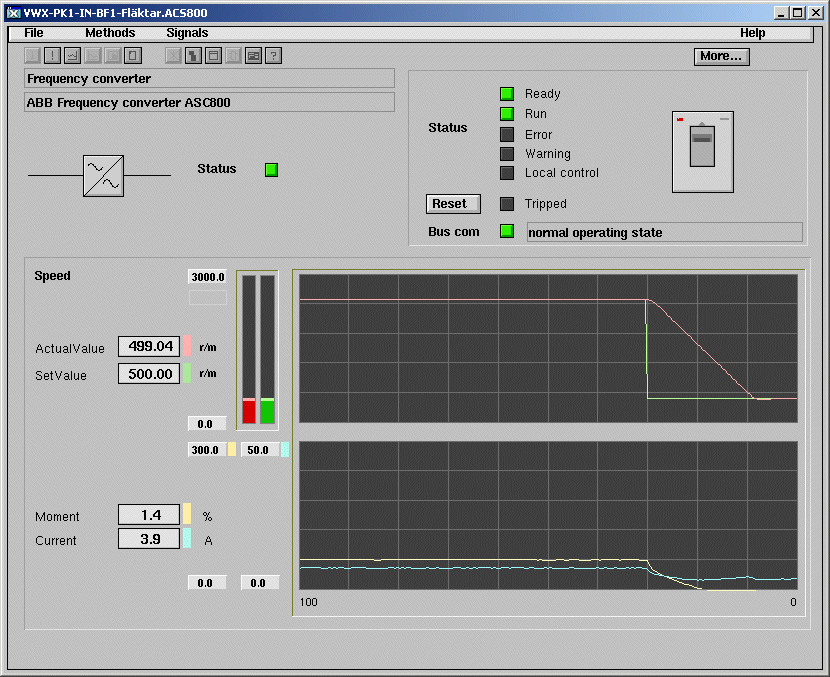 VWX-PK1-IN-BF1-Fläktar.ACS800
File Methods Signals Help
! ?
More...
Frequency converter
ABB Frequency converter ASC800
Status
Status
Ready
Run
Error
Warning
Local control
Reset Tripped
Bus com normal operating state
Speed 3000.0
ActualValue 499.04 r/m
SetValue 500.00 r/m
0.0
300.0 50.0
Moment 1.4 %
Current 3.9 A
0.0 0.0
100 0